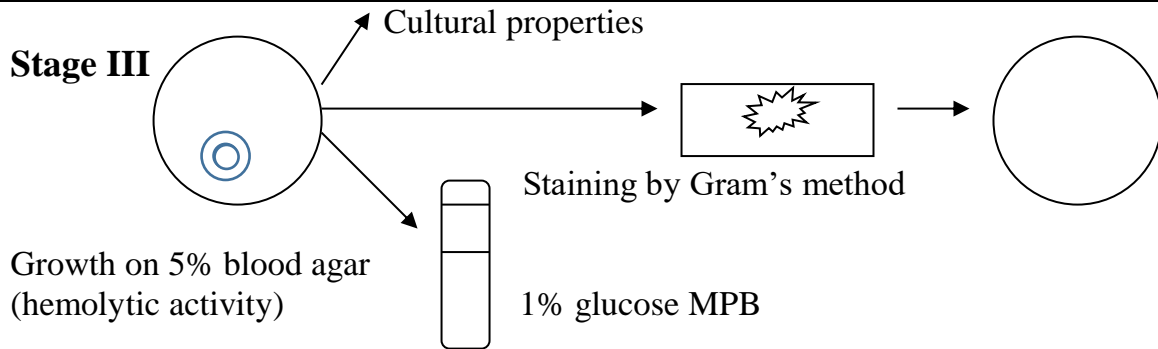 Cultural properties
Stage III
Staining by Gram’s method
Growth on 5% blood agar
(hemolytic activity)
1% glucose MPB